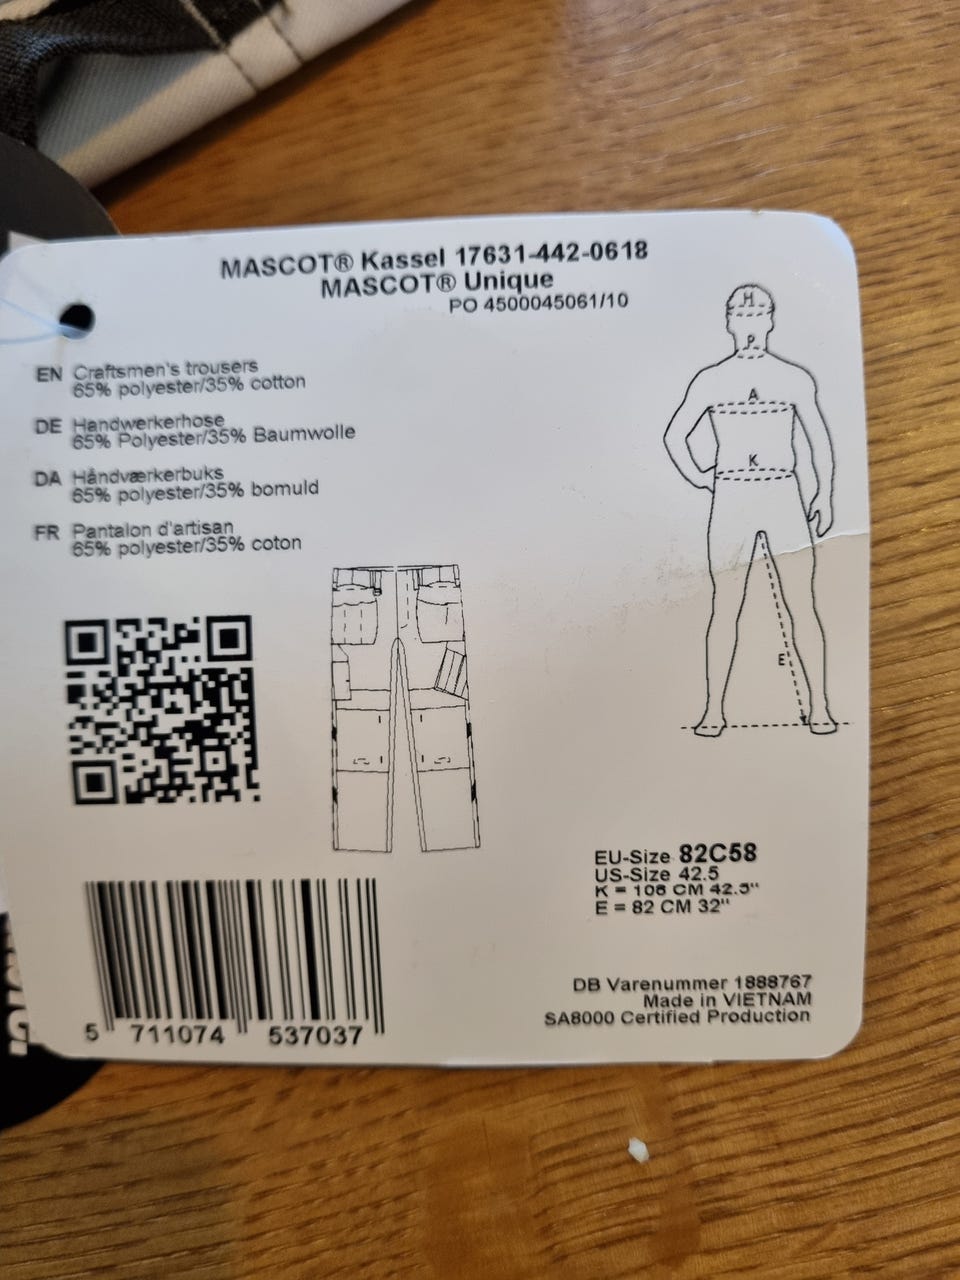 MASCOT® Kassel 17631-442-0618
MASCOT® Unique
PO 4500045061/10
EN Craftsmen's trousers
65% polyester/35% cotton
DE Handwerkerhose
65% Polyester/35% Baumwolle
DA Håndværkerbuks
65% polyester/35% bomuld
FR Pantalon d'artisan
65% polyester/35% coton
H
P
A
K
E
EU-Size 82C58
US-Size 42.5
K = 108 CM 42.5"
E = 82 CM 32"
5 711074 537037
DB Varenummer 1888767
Made in VIETNAM
SA8000 Certified Production